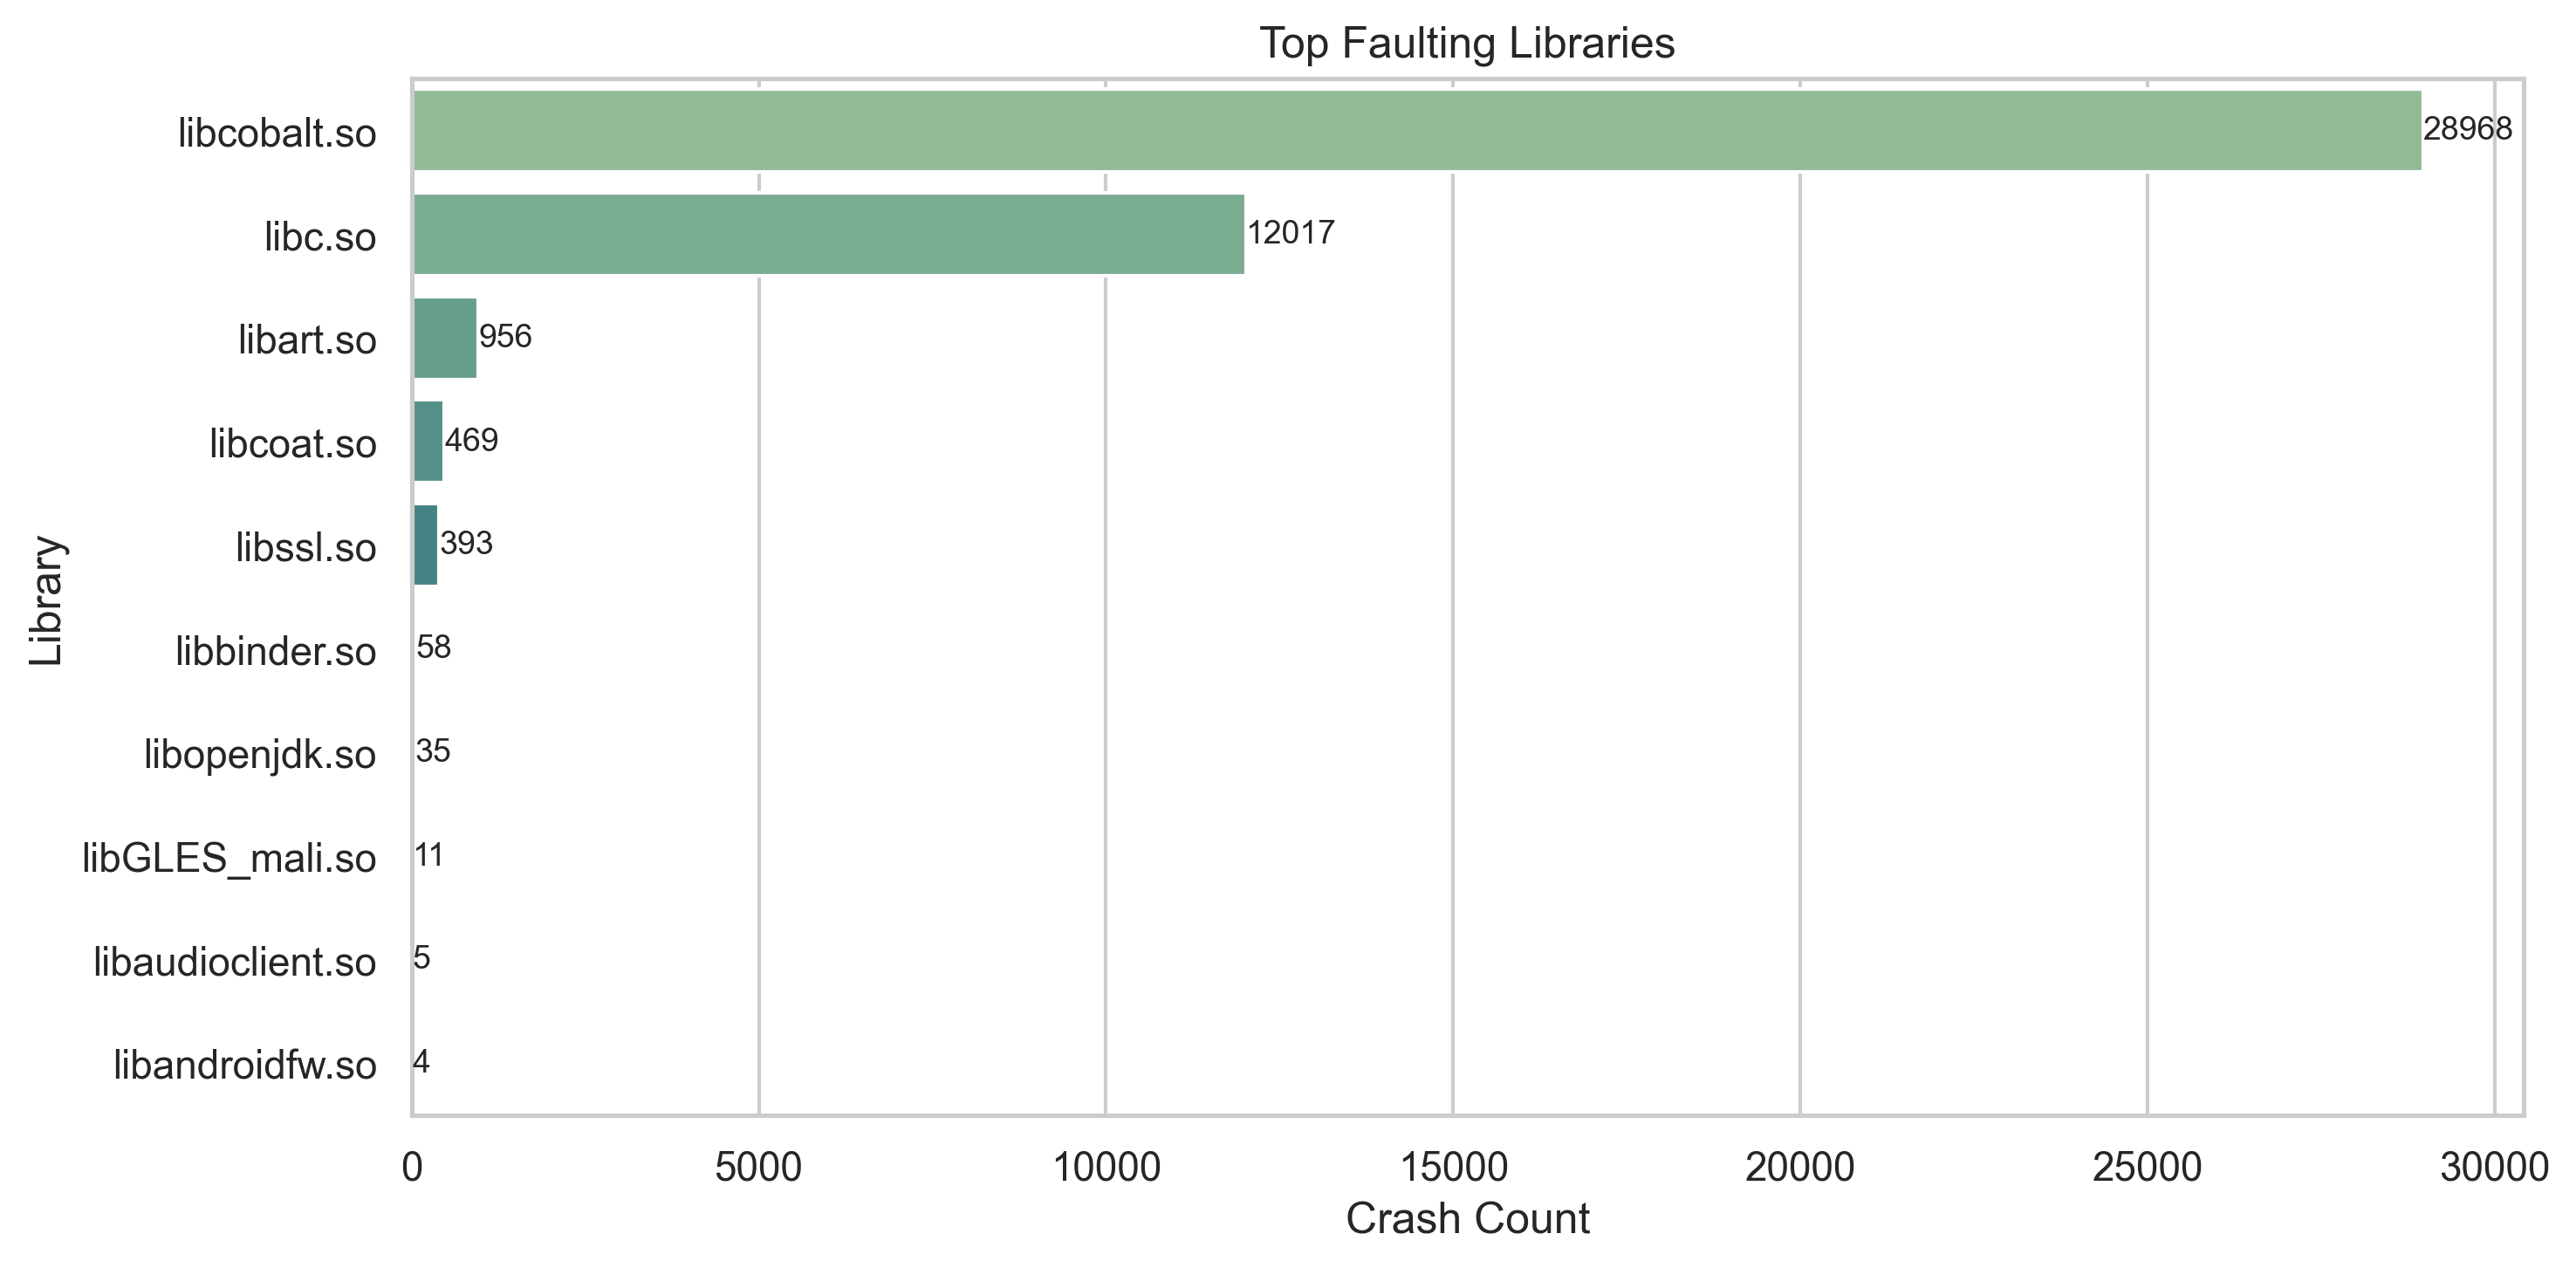 Top Faulting Libraries
libcobalt.so 28968
libc.so 12017
libart.so 956
libcoat.so 469
libssl.so 393
libbinder.so 58
libopenjdk.so 35
libGLES_mali.so 11
libaudioclient.so 5
libandroidfw.so 4
Library
0 5000 10000 15000 20000 25000 30000
Crash Count